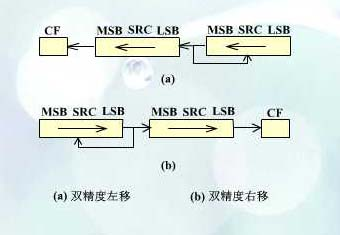 CF MSB SRC LSB MSB SRC LSB
(a)
MSB SRC LSB MSB SRC LSB CF
(b)
(a) 双精度左移 (b) 双精度右移